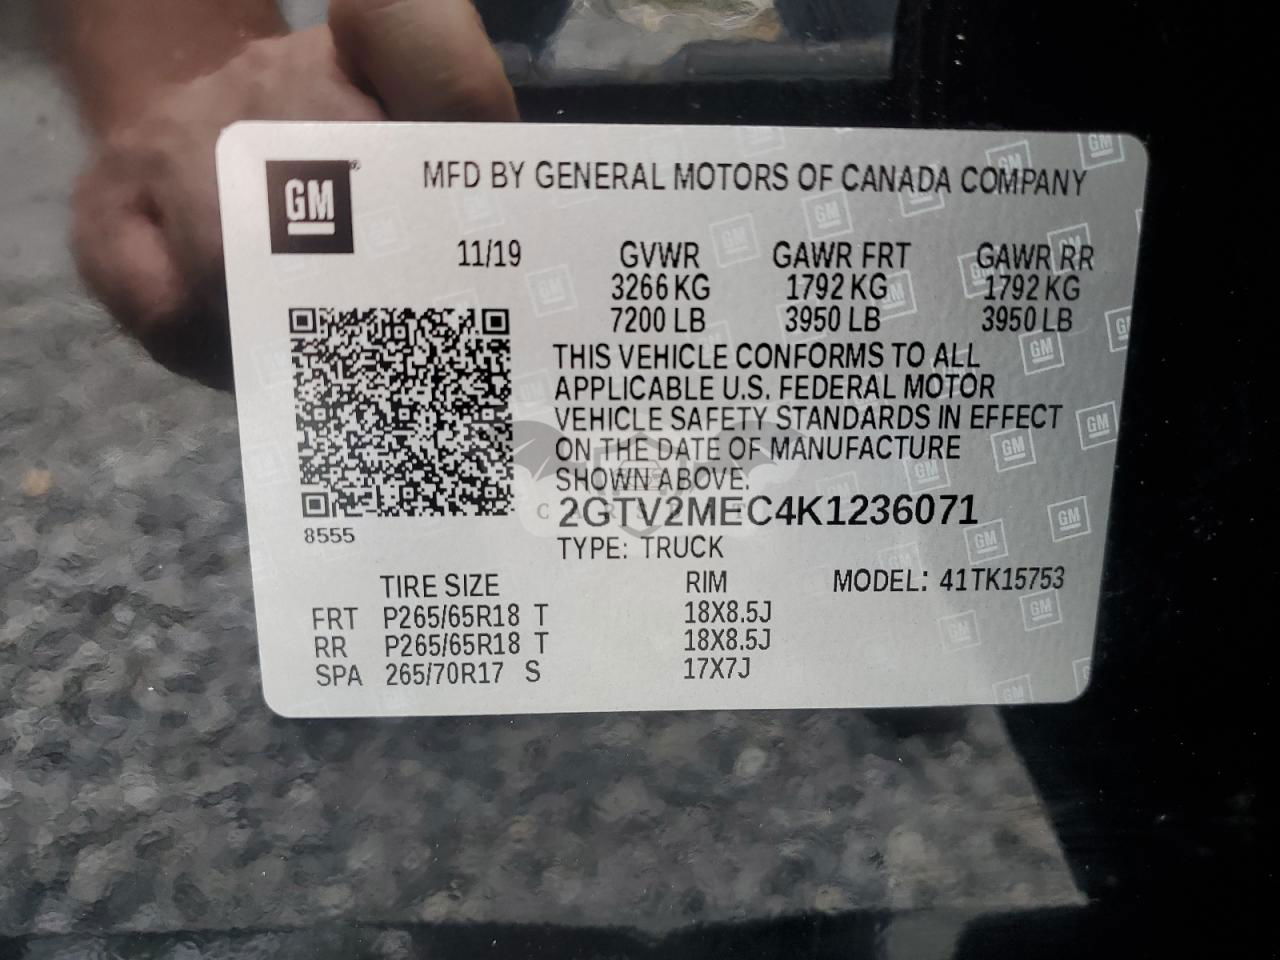 GM
MFD BY GENERAL MOTORS OF CANADA COMPANY
11/19 GVWR GAWR FRT GAWR RR
3266 KG 1792 KG 1792 KG
7200 LB 3950 LB 3950 LB
THIS VEHICLE CONFORMS TO ALL
APPLICABLE U.S. FEDERAL MOTOR
VEHICLE SAFETY STANDARDS IN EFFECT
ON THE DATE OF MANUFACTURE
SHOWN ABOVE.
2GTV2MEC4K1236071
8555
TYPE: TRUCK
TIRE SIZE RIM MODEL: 41TK15753
FRT P265/65R18 T 18X8.5J
RR P265/65R18 T 18X8.5J
SPA 265/70R17 S 17X7J